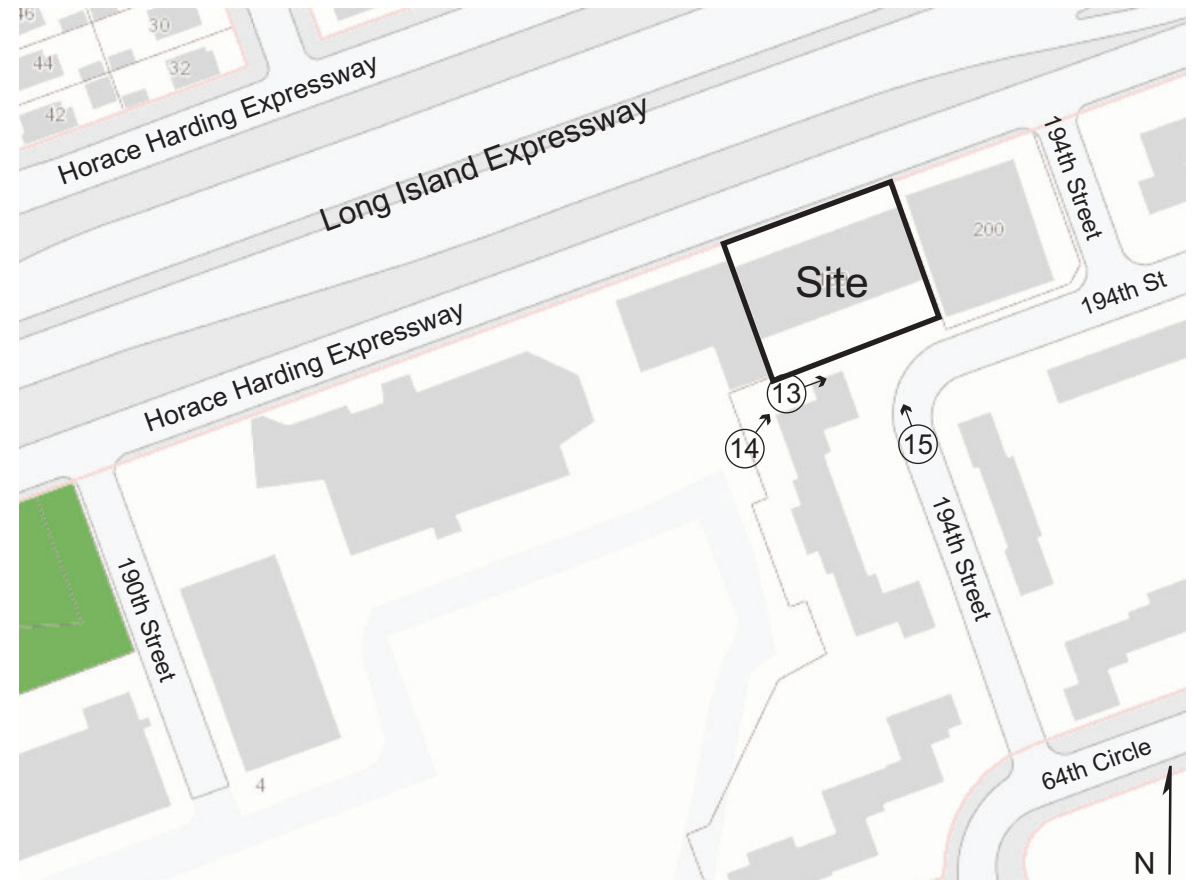 46
30
44
32
42
Horace Harding Expressway
Long Island Expressway
194th Street
200
Site
194th St
Horace Harding Expressway
13
14
15
194th Street
190th Street
4
64th Circle
N